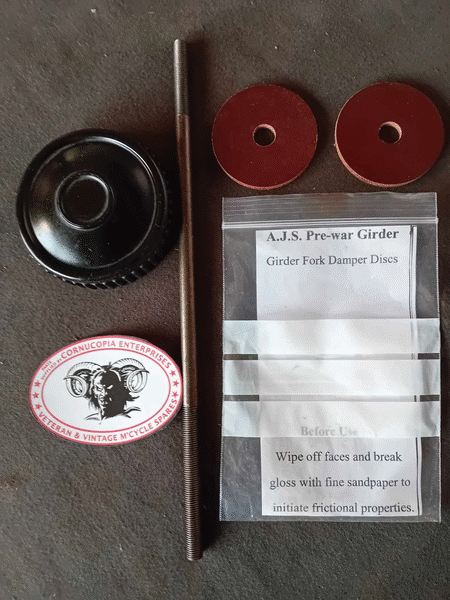 A.J.S. Pre-war Girder
Girder Fork Damper Discs
Before Use
Wipe off faces and break
gloss with fine sandpaper to
initiate frictional properties.
CORNUCOPIA ENTERPRISES
VETERAN & VINTAGE M'CYCLE SPARES